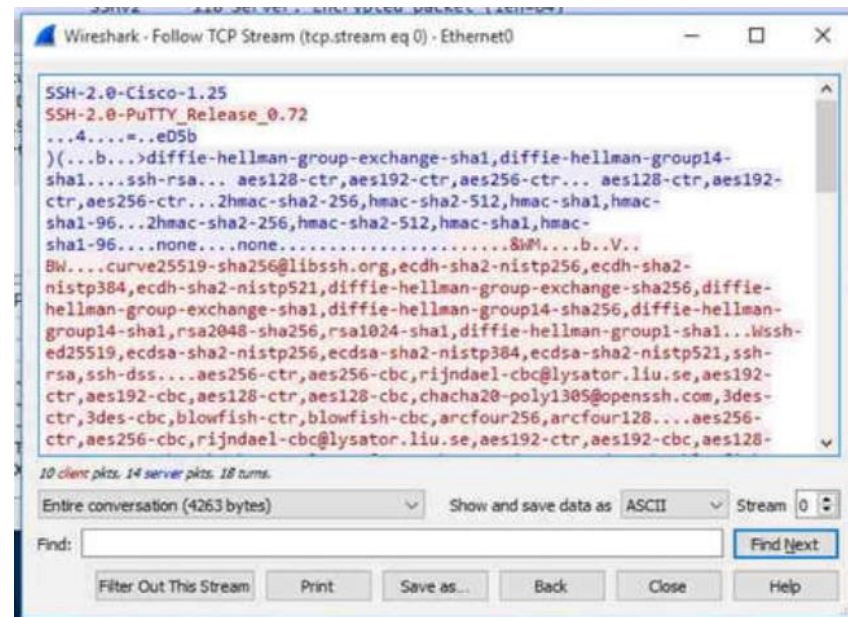 SSHv2 118 Server: Encrypted packet (len=64)
Wireshark - Follow TCP Stream (tcp.stream eq 0) - Ethernet0
SSH-2.0-Cisco-1.25
SSH-2.0-PuTTY_Release_0.72
...4....=..eD5b
)(...b...>diffie-hellman-group-exchange-sha1,diffie-hellman-group14-
sha1....ssh-rsa... aes128-ctr,aes192-ctr,aes256-ctr... aes128-ctr,aes192-
ctr,aes256-ctr...2hmac-sha2-256,hmac-sha2-512,hmac-sha1,hmac-
sha1-96...2hmac-sha2-256,hmac-sha2-512,hmac-sha1,hmac-
sha1-96....none....none.......................&WM....b..V..
BW....curve25519-sha256@libssh.org,ecdh-sha2-nistp256,ecdh-sha2-
nistp384,ecdh-sha2-nistp521,diffie-hellman-group-exchange-sha256,diffie-
hellman-group-exchange-sha1,diffie-hellman-group14-sha256,diffie-hellman-
group14-sha1,rsa2048-sha256,rsa1024-sha1,diffie-hellman-group1-sha1...Wssh-
ed25519,ecdsa-sha2-nistp256,ecdsa-sha2-nistp384,ecdsa-sha2-nistp521,ssh-
rsa,ssh-dss....aes256-ctr,aes256-cbc,rijndael-cbc@lysator.liu.se,aes192-
ctr,aes192-cbc,aes128-ctr,aes128-cbc,chacha20-poly1305@openssh.com,3des-
ctr,3des-cbc,blowfish-ctr,blowfish-cbc,arcfour256,arcfour128....aes256-
ctr,aes256-cbc,rijndael-cbc@lysator.liu.se,aes192-ctr,aes192-cbc,aes128-
10 client pkts, 14 server pkts, 18 turns.
Entire conversation (4263 bytes) Show and save data as ASCII Stream 0
Find: Find Next
Filter Out This Stream Print Save as... Back Close Help